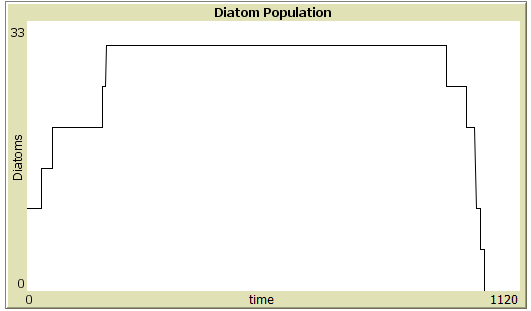 Diatom Population
33
Diatoms
0
0 time 1120